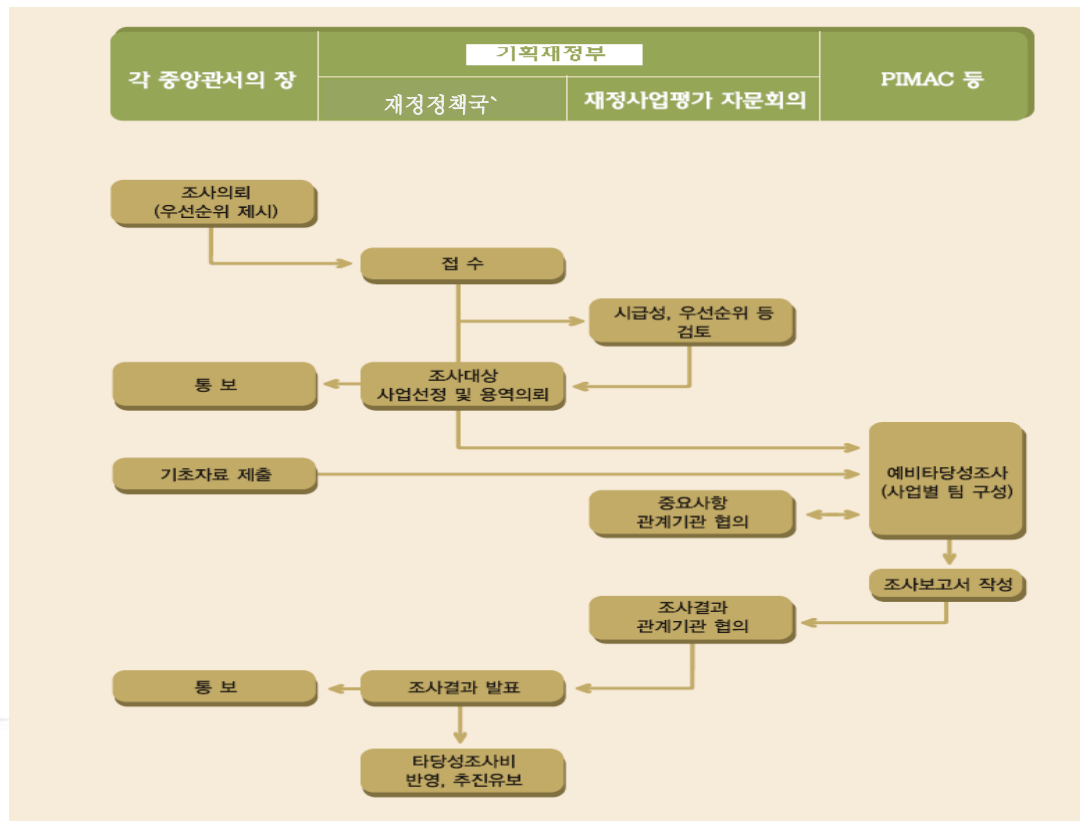 각 중앙관서의 장
기획재정부
재정정책국`
재정사업평가 자문회의
PIMAC 등
조사의뢰
(우선순위 제시)
접 수
시급성, 우선순위 등
검토
통 보
조사대상
사업선정 및 용역의뢰
기초자료 제출
예비타당성조사
(사업별 팀 구성)
중요사항
관계기관 협의
조사보고서 작성
조사결과
관계기관 협의
통 보
조사결과 발표
타당성조사비
반영, 추진유보